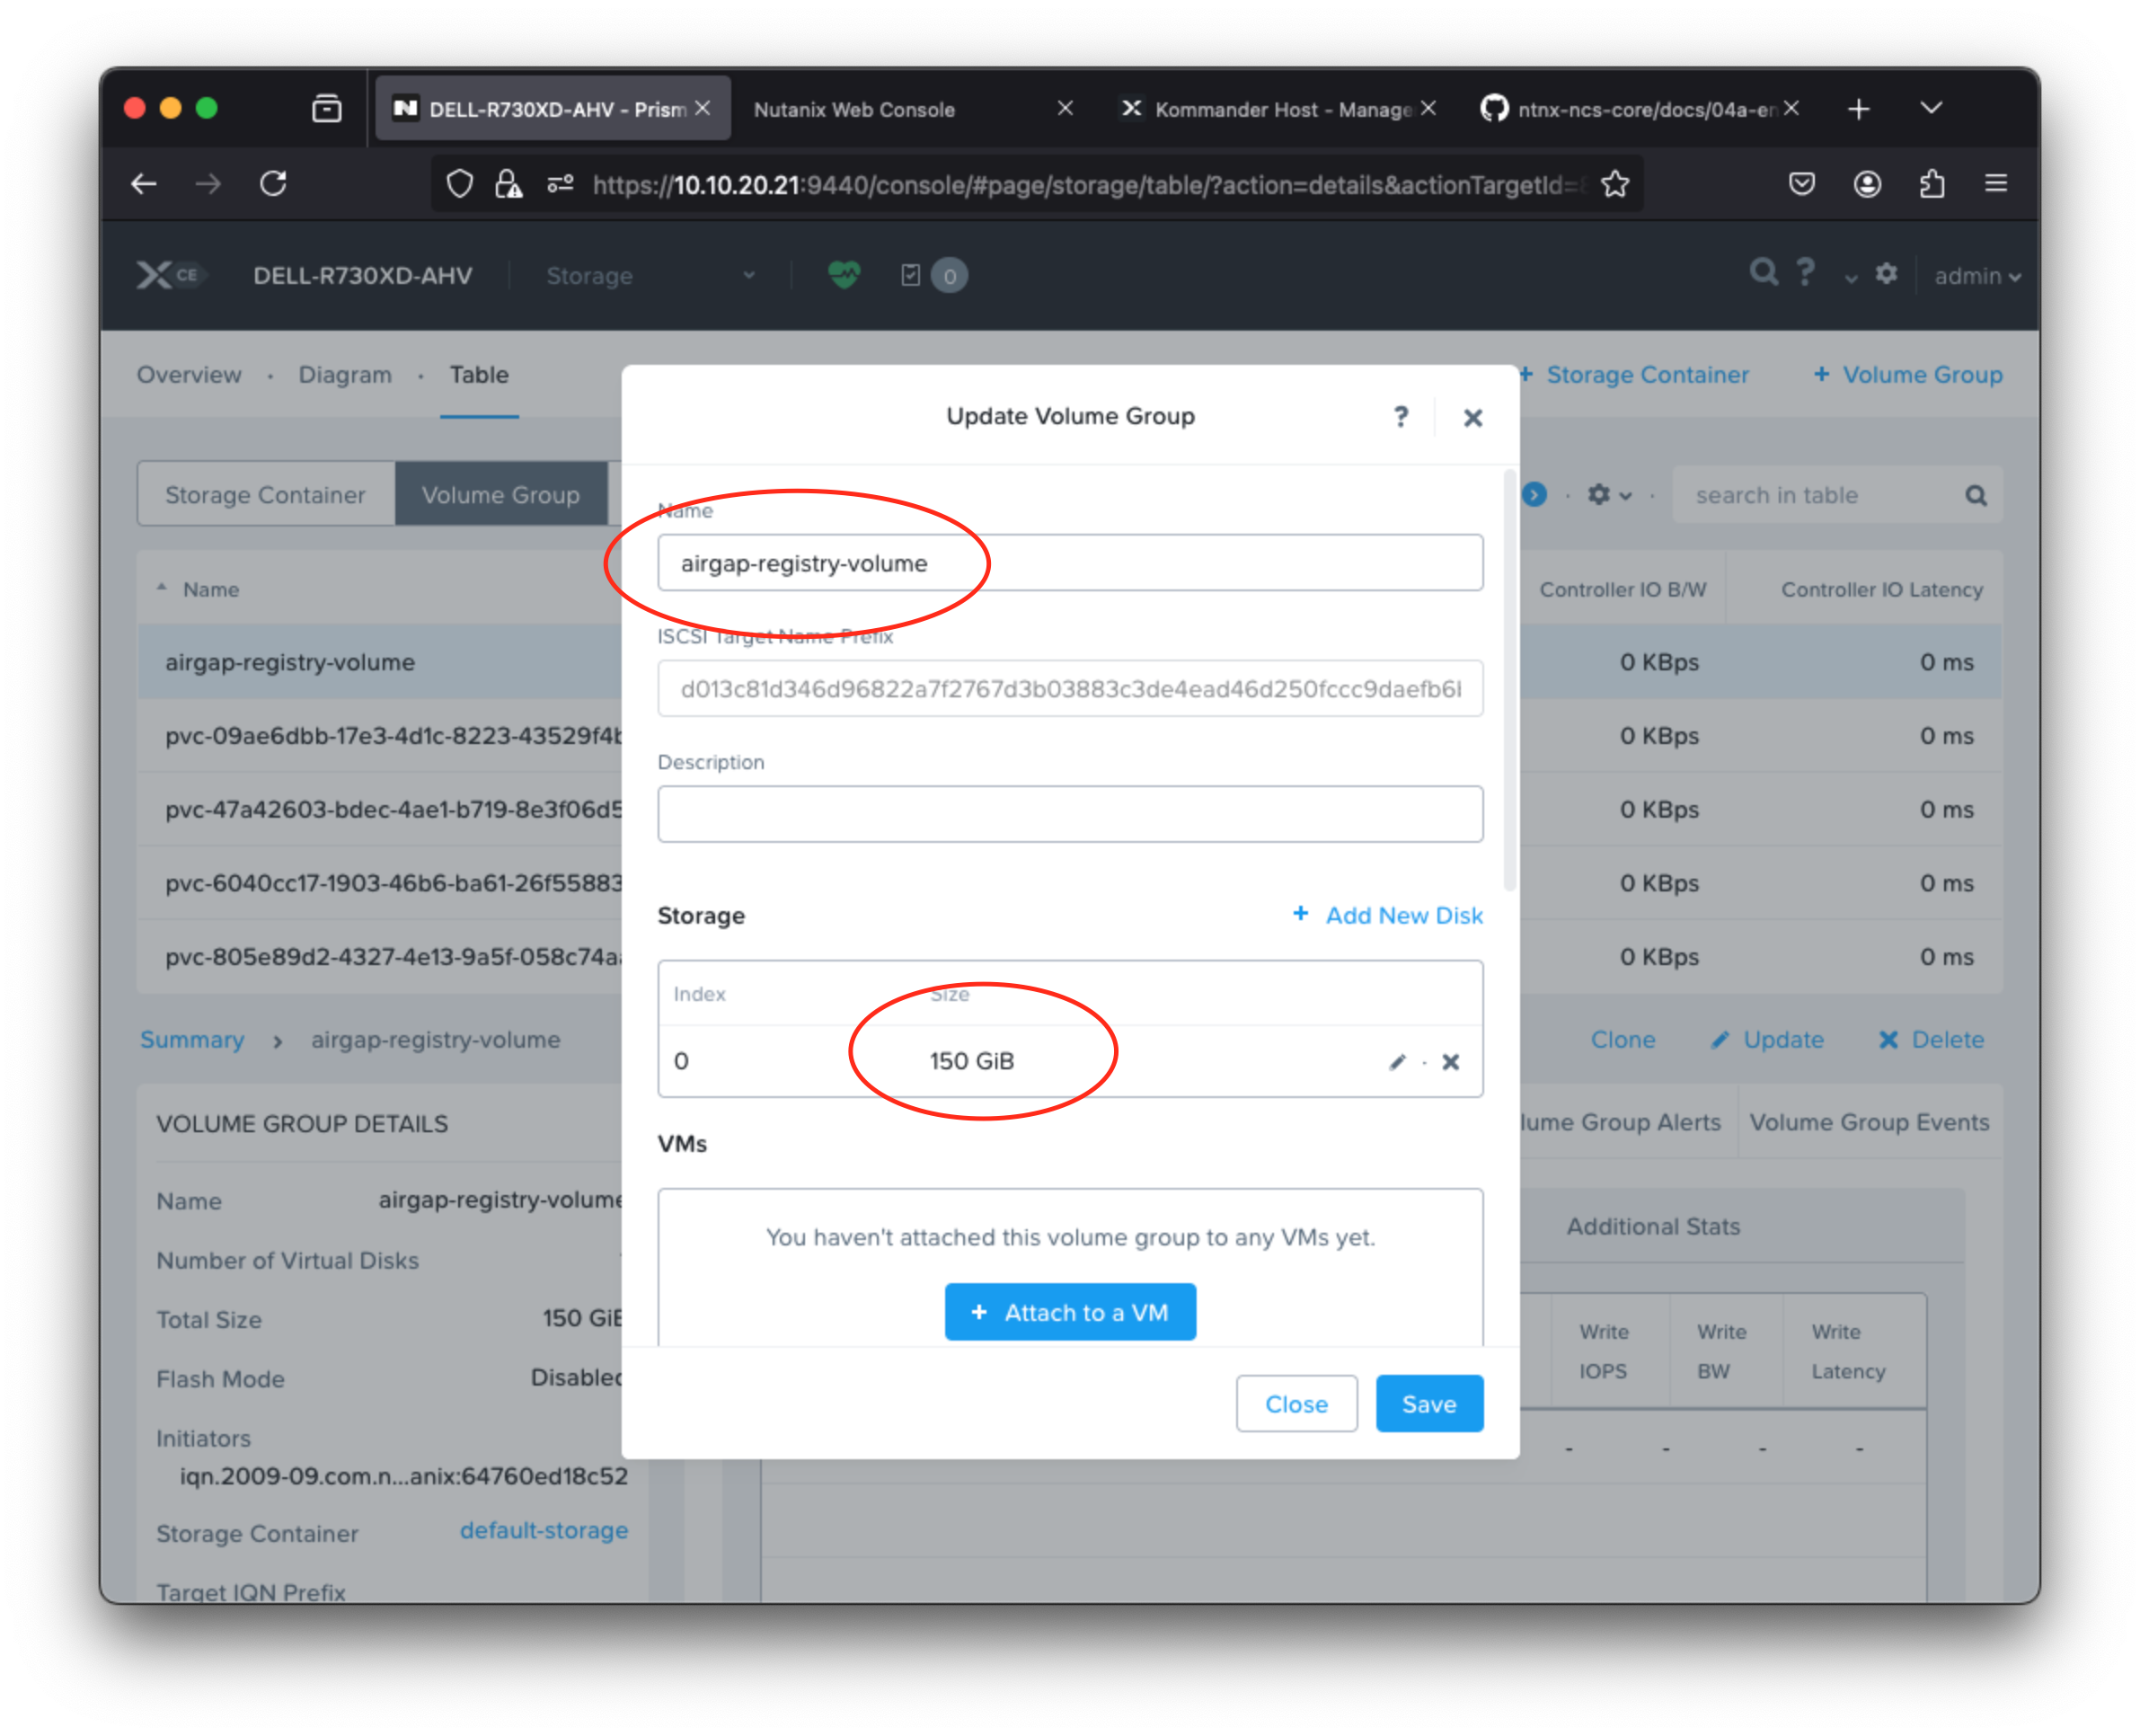 DELL-R730XD-AHV - Prism
Nutanix Web Console
Kommander Host - Manage
ntnx-ncs-core/docs/04a-en
https://10.10.20.21:9440/console/#page/storage/table/?action=details&actionTargetId=
CE
DELL-R730XD-AHV
Storage
0
?
admin
Overview · Diagram · Table
+ Storage Container
+ Volume Group
Update Volume Group
?
Storage Container
Volume Group
search in table
Name
airgap-registry-volume
ISCSI Target Name Prefix
d013c81d346d96822a7f2767d3b03883c3de4ead46d250fccc9daefb6
Description
Storage
+ Add New Disk
Index Size
0 150 GiB
VMs
You haven't attached this volume group to any VMs yet.
+ Attach to a VM
Close
Save
Name
Controller IO B/W
Controller IO Latency
airgap-registry-volume
0 KBps 0 ms
pvc-09ae6dbb-17e3-4d1c-8223-43529f4b
0 KBps 0 ms
pvc-47a42603-bdec-4ae1-b719-8e3f06d5
0 KBps 0 ms
pvc-6040cc17-1903-46b6-ba61-26f55883
0 KBps 0 ms
pvc-805e89d2-4327-4e13-9a5f-058c74a
0 KBps 0 ms
Summary > airgap-registry-volume
Clone
Update
Delete
VOLUME GROUP DETAILS
lume Group Alerts
Volume Group Events
Name airgap-registry-volume
Number of Virtual Disks
Total Size 150 GiB
Flash Mode Disabled
Initiators
iqn.2009-09.com.n...anix:64760ed18c52
Storage Container default-storage
Target IQN Prefix
Additional Stats
Write IOPS
Write BW
Write Latency
- - - -